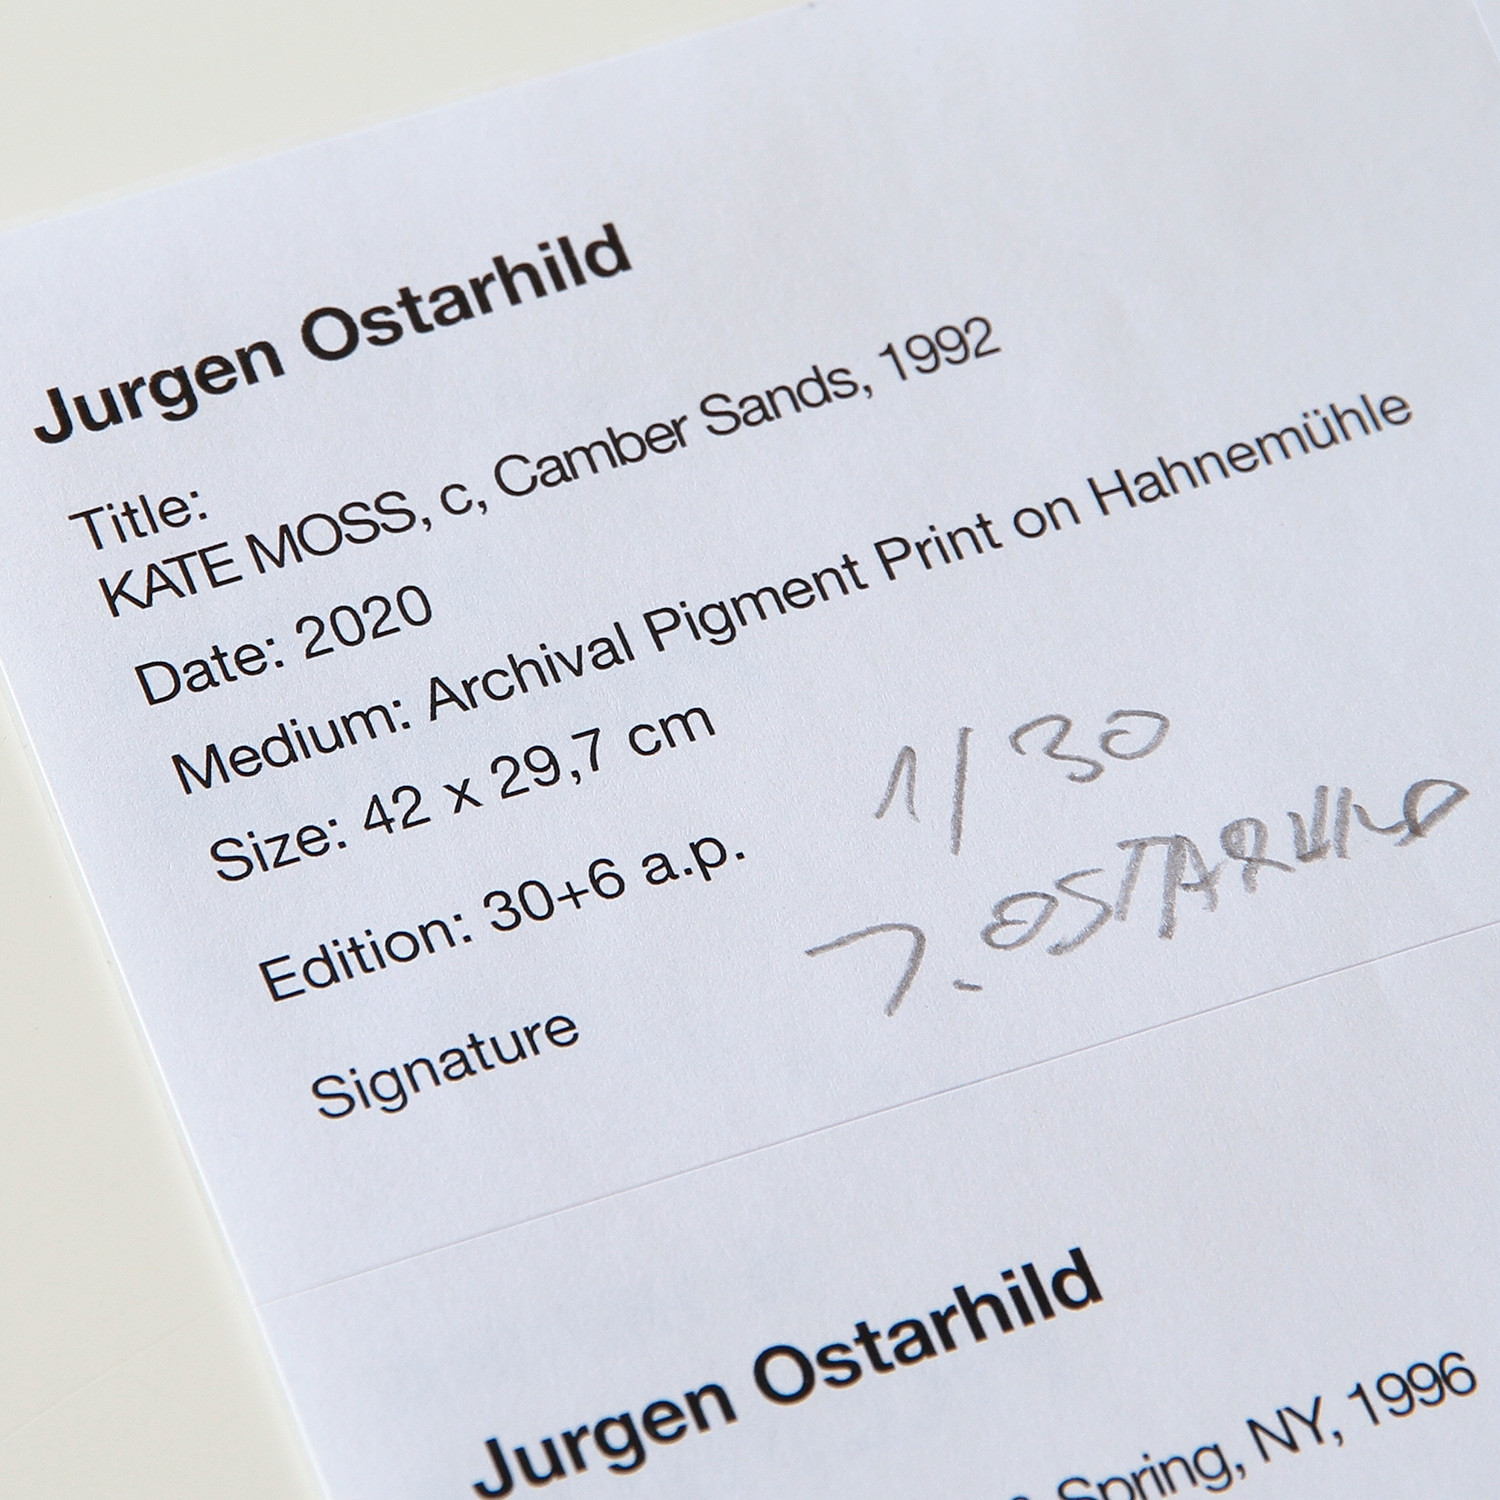 Jurgen Ostarhild
Title:
KATE MOSS, c, Camber Sands, 1992
Date: 2020
Medium: Archival Pigment Print on Hahnemühle
Size: 42 x 29,7 cm
1/30
Edition: 30+6 a.p.
J. OSTARHILD
Signature
Jurgen Ostarhild
Spring, NY, 1996